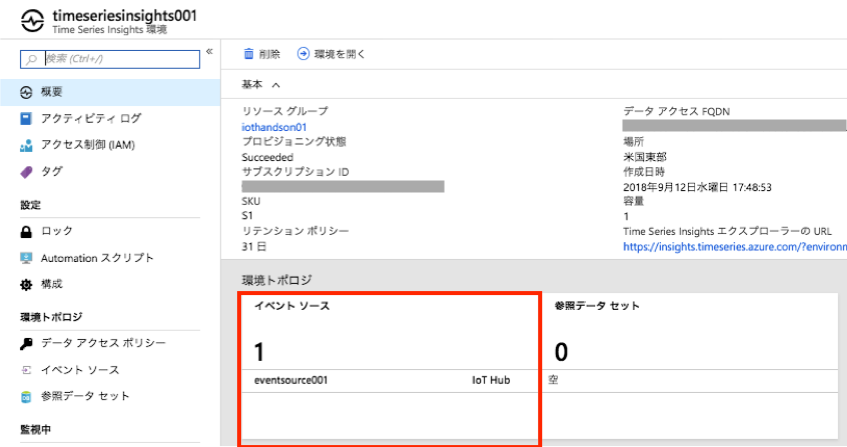 timeseriesinsights001
Time Series Insights 環境
検索 (Ctrl+/)
«
概要
アクティビティ ログ
アクセス制御 (IAM)
タグ
設定
ロック
Automation スクリプト
構成
環境トポロジ
データ アクセス ポリシー
イベント ソース
参照データ セット
監視中
削除
環境を開く
基本
リソース グループ
iothandson01
プロビジョニング状態
Succeeded
サブスクリプション ID
SKU
S1
リテンション ポリシー
31 日
データ アクセス FQDN
場所
米国東部
作成日時
2018年9月12日水曜日 17:48:53
容量
1
Time Series Insights エクスプローラーの URL
https://insights.timeseries.azure.com/?environm
環境トポロジ
イベント ソース
1
eventsource001 IoT Hub
参照データ セット
0
空